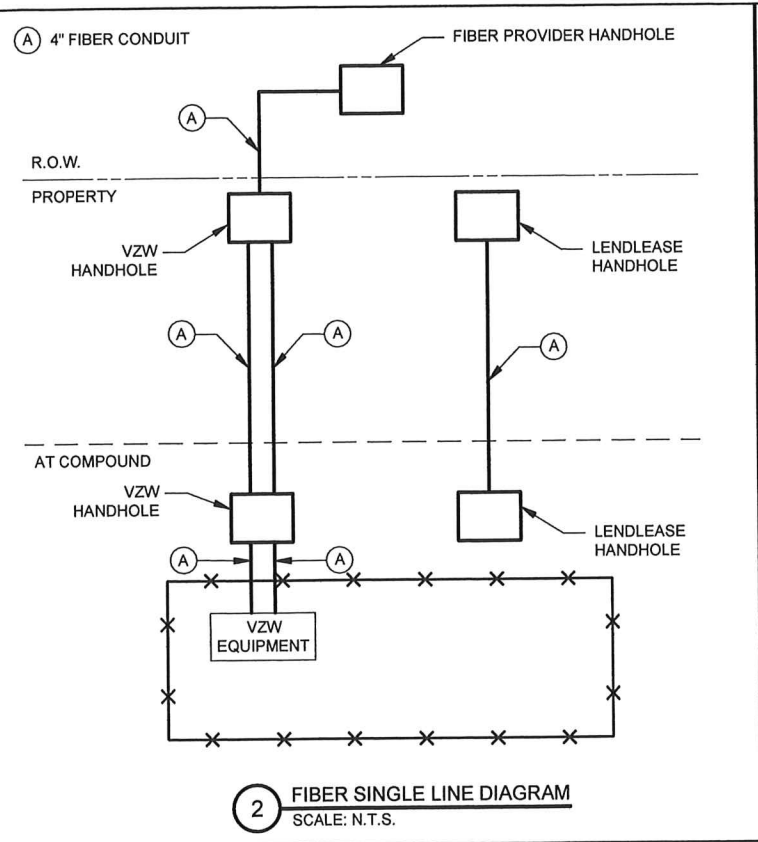 A 4" FIBER CONDUIT
FIBER PROVIDER HANDHOLE
A
R.O.W.
PROPERTY
VZW
HANDHOLE
LENDLEASE
HANDHOLE
A
A
A
AT COMPOUND
VZW
HANDHOLE
LENDLEASE
HANDHOLE
A
A
VZW
EQUIPMENT
2
FIBER SINGLE LINE DIAGRAM
SCALE: N.T.S.